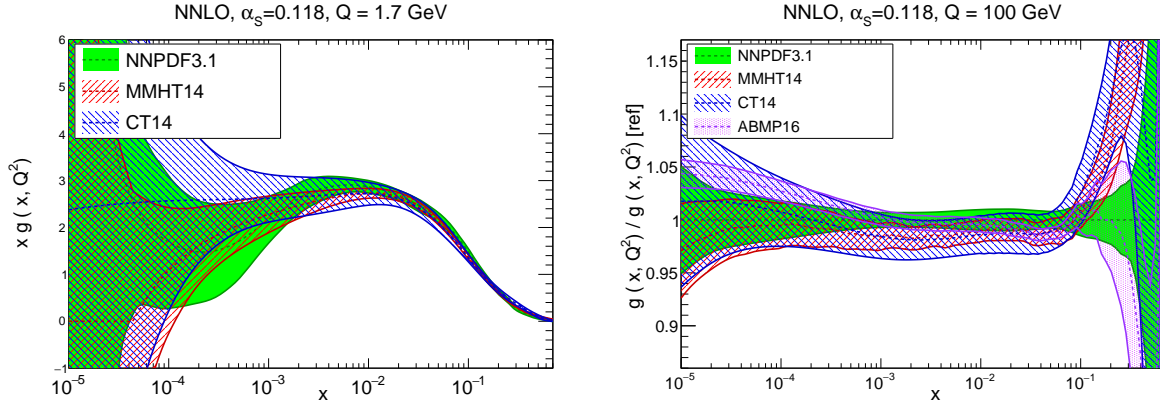 NNLO, α_S=0.118, Q = 1.7 GeV
6
5
4
3
2
1
0
−1
x g ( x, Q²)
NNPDF3.1
MMHT14
CT14
10⁻⁵
10⁻⁴
10⁻³
10⁻²
10⁻¹
x
NNLO, α_S=0.118, Q = 100 GeV
1.15
1.1
1.05
1
0.95
0.9
g ( x, Q²) / g ( x, Q²) [ref]
NNPDF3.1
MMHT14
CT14
ABMP16
10⁻⁵
10⁻⁴
10⁻³
10⁻²
10⁻¹
x